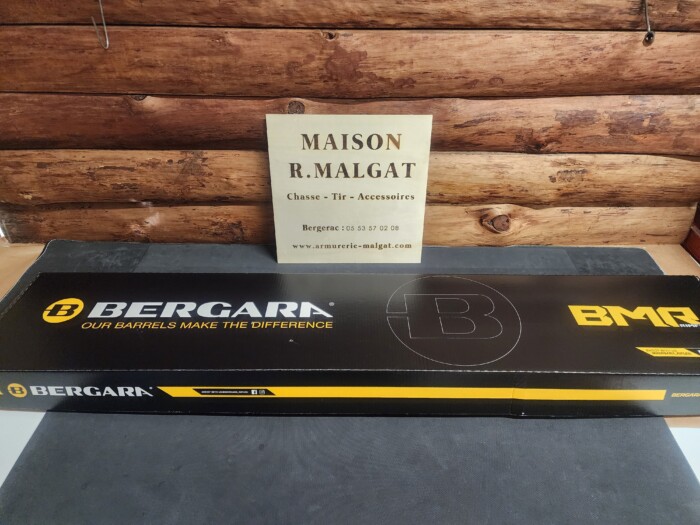 MAISON
R.MALGAT
Chasse - Tir - Accessoires
Bergerac : 05 53 57 02 08
www.armurerie-malgat.com
B BERGARA
OUR BARRELS MAKE THE DIFFERENCE
B
BMR
B BERGARA
BERGARA